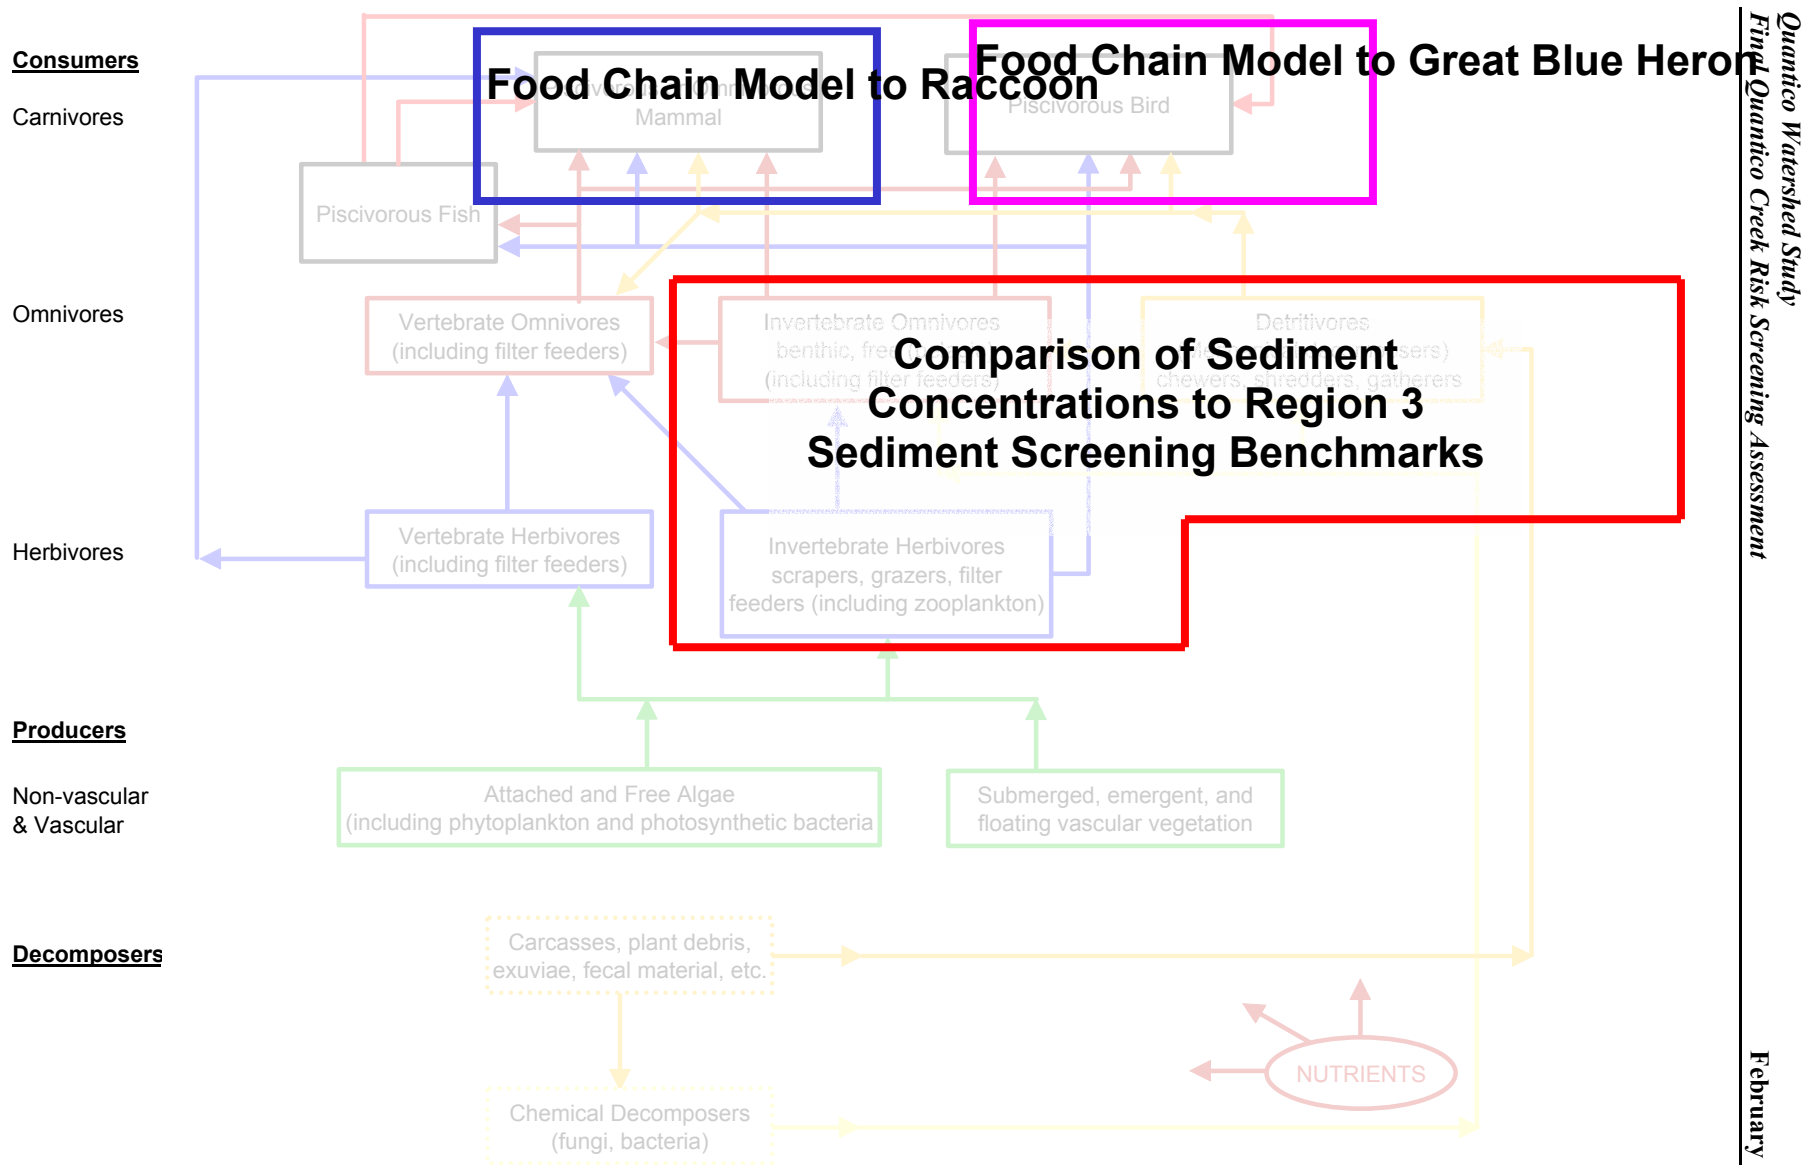 Consumers
Carnivores
Food Chain Model to Raccoon
Food Chain Model to Great Blue Heron
Mammal
Piscivorous Bird
Piscivorous Fish
Omnivores
Vertebrate Omnivores
(including filter feeders)
Invertebrate Omnivores
benthic,
(including filter feeders)
Detritivores
chewers, shredders, gatherers
Comparison of Sediment
Concentrations to Region 3
Sediment Screening Benchmarks
Herbivores
Vertebrate Herbivores
(including filter feeders)
Invertebrate Herbivores
scrapers, grazers, filter
feeders (including zooplankton)
Producers
Non-vascular
& Vascular
Attached and Free Algae
(including phytoplankton and photosynthetic bacteria
Submerged, emergent, and
floating vascular vegetation
Decomposers
Carcasses, plant debris,
exuviae, fecal material, etc.
Chemical Decomposers
(fungi, bacteria)
NUTRIENTS
Quantico Watershed Study
Final Quantico Creek Risk Screening Assessment
February